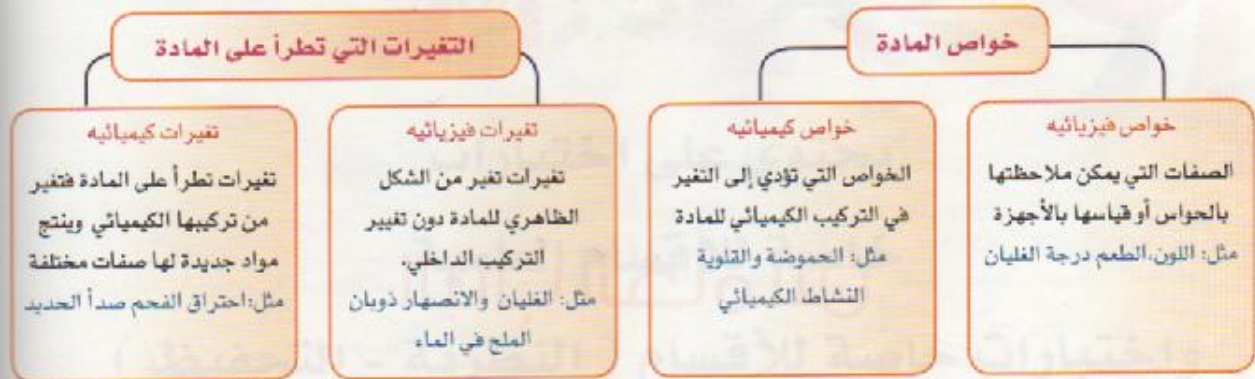 خواص المادة
خواص فيزيائيه
الصفات التي يمكن ملاحظتها
بالحواس أو قياسها بالأجهزة
مثل: اللون،الطعم درجة الغليان
خواص كيميائيه
الخواص التي تؤدي إلى التغير
في التركيب الكيميائي للمادة
مثل: الحموضة والقلوية
النشاط الكيميائي
التغيرات التي تطرأ على المادة
تغيرات فيزيائيه
تغيرات تغير من الشكل
الظاهري للمادة دون تغيير
التركيب الداخلي.
مثل: الغليان والانصهار ذوبان
الملح في الماء
تغيرات كيميائيه
تغيرات تطرأ على المادة فتغير
من تركيبها الكيميائي وينتج
مواد جديدة لها صفات مختلفة
مثل:احتراق الفحم صدأ الحديد